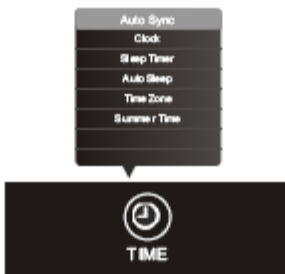 Auto Sync
Clock
Sleep Timer
Auto Sleep
Time Zone
Summer Time
TIME